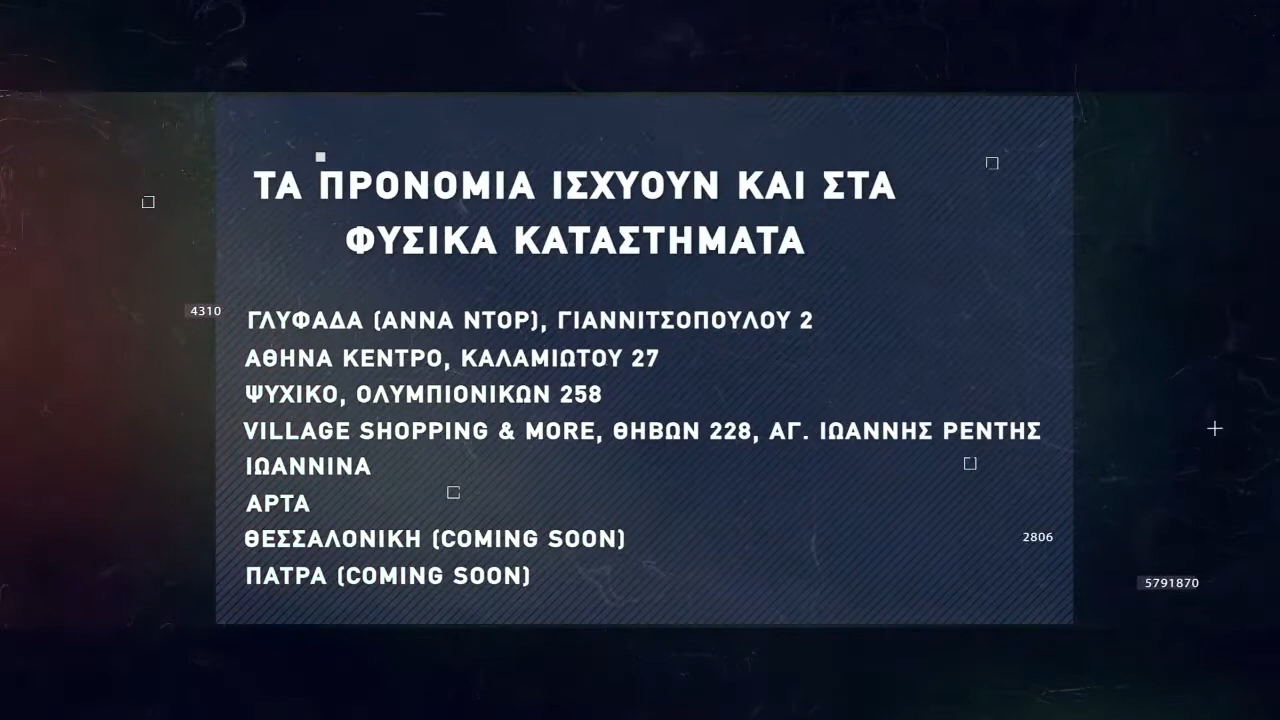 ΤΑ ΠΡΟΝΟΜΙΑ ΙΣΧΥΟΥΝ ΚΑΙ ΣΤΑ
ΦΥΣΙΚΑ ΚΑΤΑΣΤΗΜΑΤΑ
4310
ΓΛΥΦΑΔΑ (ΑΝΝΑ ΝΤΟΡ), ΓΙΑΝΝΙΤΣΟΠΟΥΛΟΥ 2
ΑΘΗΝΑ ΚΕΝΤΡΟ, ΚΑΛΑΜΙΩΤΟΥ 27
ΨΥΧΙΚΟ, ΟΛΥΜΠΙΟΝΙΚΩΝ 258
VILLAGE SHOPPING & MORE, ΘΗΒΩΝ 228, ΑΓ. ΙΩΑΝΝΗΣ ΡΕΝΤΗΣ
ΙΩΑΝΝΙΝΑ
ΑΡΤΑ
ΘΕΣΣΑΛΟΝΙΚΗ (COMING SOON)
2806
ΠΑΤΡΑ (COMING SOON)
5791870